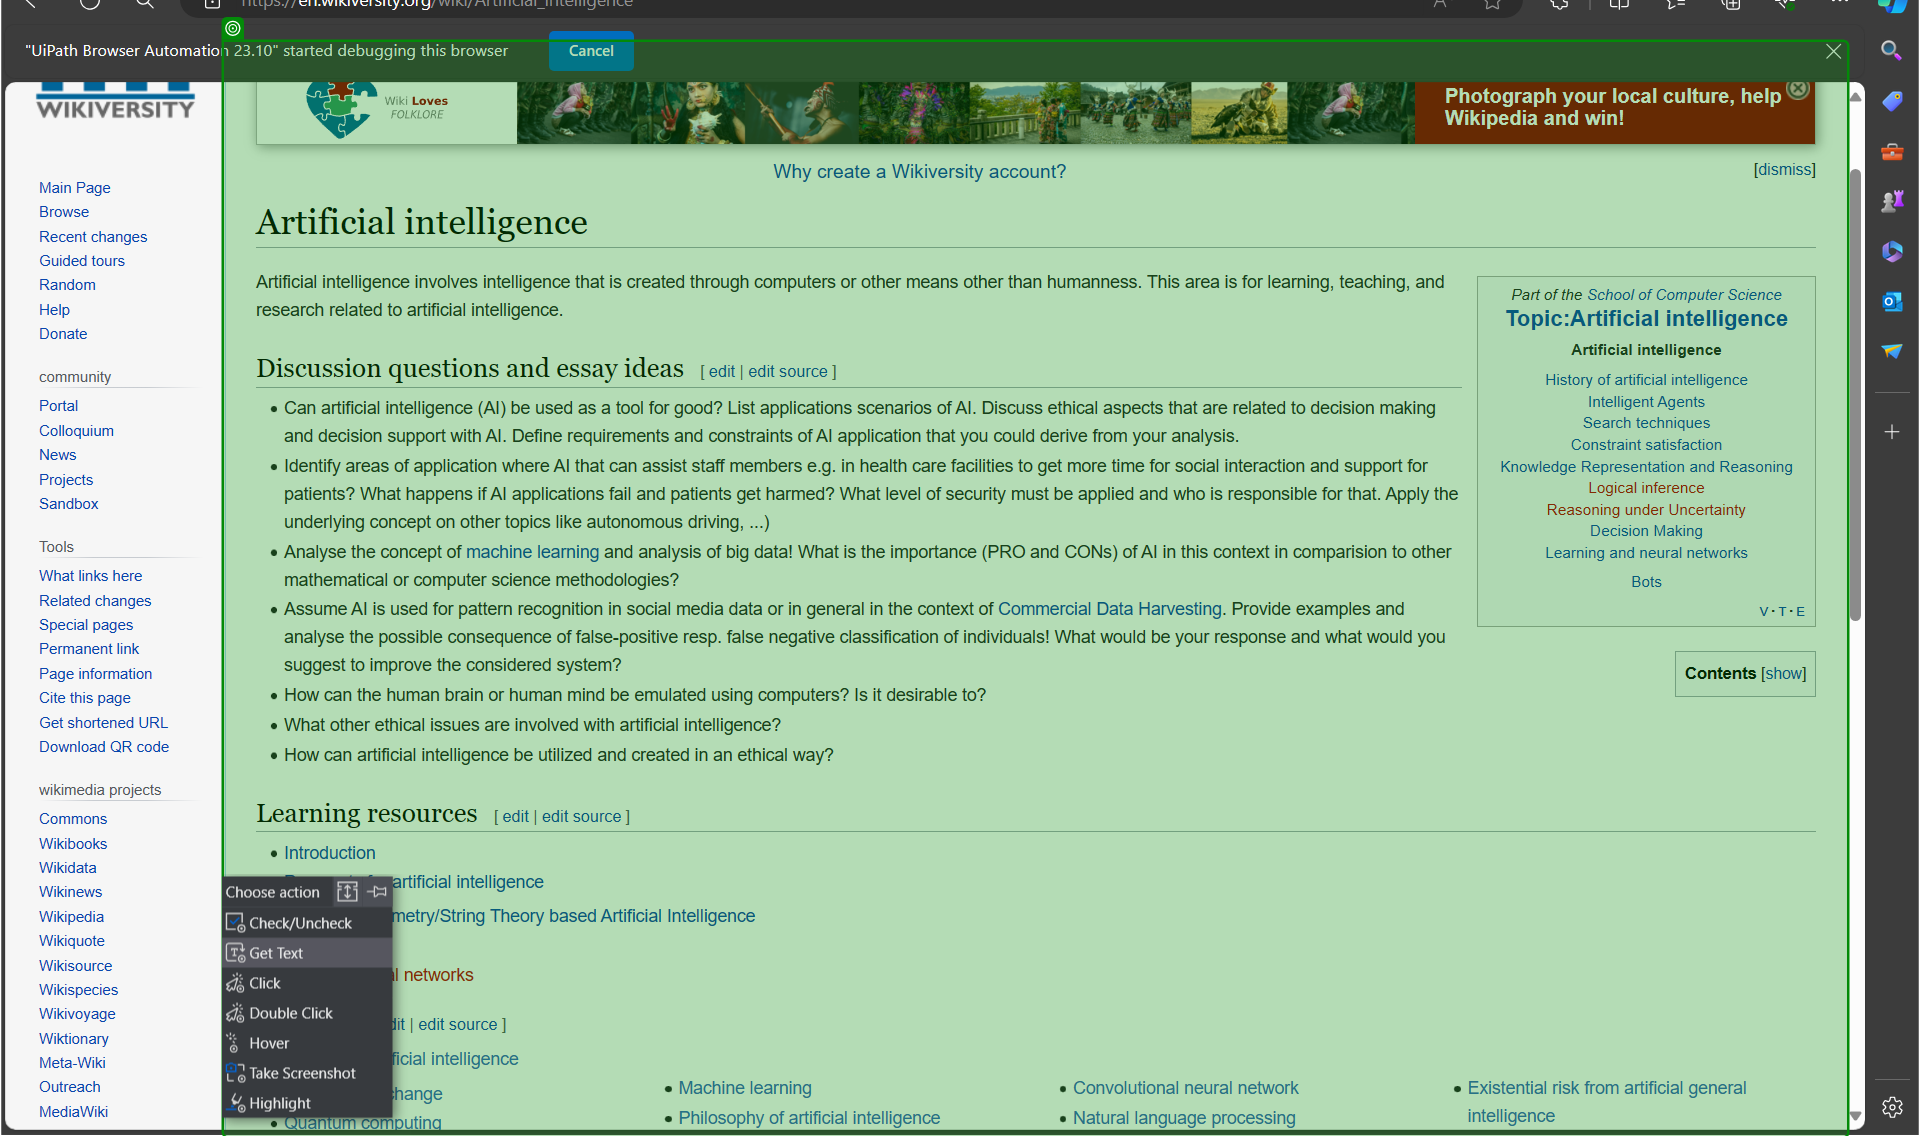 https://en.wikiversity.org/wiki/Artificial_intelligence
"UiPath Browser Automation 23.10" started debugging this browser
Cancel
WIKIVERSITY
Main Page
Browse
Recent changes
Guided tours
Random
Help
Donate
community
Portal
Colloquium
News
Projects
Sandbox
Tools
What links here
Related changes
Special pages
Permanent link
Page information
Cite this page
Get shortened URL
Download QR code
wikimedia projects
Commons
Wikibooks
Wikidata
Wikinews
Wikipedia
Wikiquote
Wikisource
Wikispecies
Wikivoyage
Wiktionary
Meta-Wiki
Outreach
MediaWiki
Wiki Loves
FOLKLORE
Photograph your local culture, help
Wikipedia and win!
Why create a Wikiversity account?
[dismiss]
Artificial intelligence
Artificial intelligence involves intelligence that is created through computers or other means other than humanness. This area is for learning, teaching, and
research related to artificial intelligence.
Discussion questions and essay ideas [ edit | edit source ]
• Can artificial intelligence (AI) be used as a tool for good? List applications scenarios of AI. Discuss ethical aspects that are related to decision making
and decision support with AI. Define requirements and constraints of AI application that you could derive from your analysis.
• Identify areas of application where AI that can assist staff members e.g. in health care facilities to get more time for social interaction and support for
patients? What happens if AI applications fail and patients get harmed? What level of security must be applied and who is responsible for that. Apply the
underlying concept on other topics like autonomous driving, ...)
• Analyse the concept of machine learning and analysis of big data! What is the importance (PRO and CONs) of AI in this context in comparision to other
mathematical or computer science methodologies?
• Assume AI is used for pattern recognition in social media data or in general in the context of Commercial Data Harvesting. Provide examples and
analyse the possible consequence of false-positive resp. false negative classification of individuals! What would be your response and what would you
suggest to improve the considered system?
• How can the human brain or human mind be emulated using computers? Is it desirable to?
• What other ethical issues are involved with artificial intelligence?
• How can artificial intelligence be utilized and created in an ethical way?
Part of the School of Computer Science
Topic:Artificial intelligence
Artificial intelligence
History of artificial intelligence
Intelligent Agents
Search techniques
Constraint satisfaction
Knowledge Representation and Reasoning
Logical inference
Reasoning under Uncertainty
Decision Making
Learning and neural networks
Bots
V · T · E
Contents [show]
Learning resources [ edit | edit source ]
• Introduction
artificial intelligence
metry/String Theory based Artificial Intelligence
networks
dit | edit source ]
ficial intelligence
change
• Quantum computing
• Machine learning
• Philosophy of artificial intelligence
• Convolutional neural network
• Natural language processing
• Existential risk from artificial general
intelligence
Choose action
Check/Uncheck
Get Text
Click
Double Click
Hover
Take Screenshot
Highlight